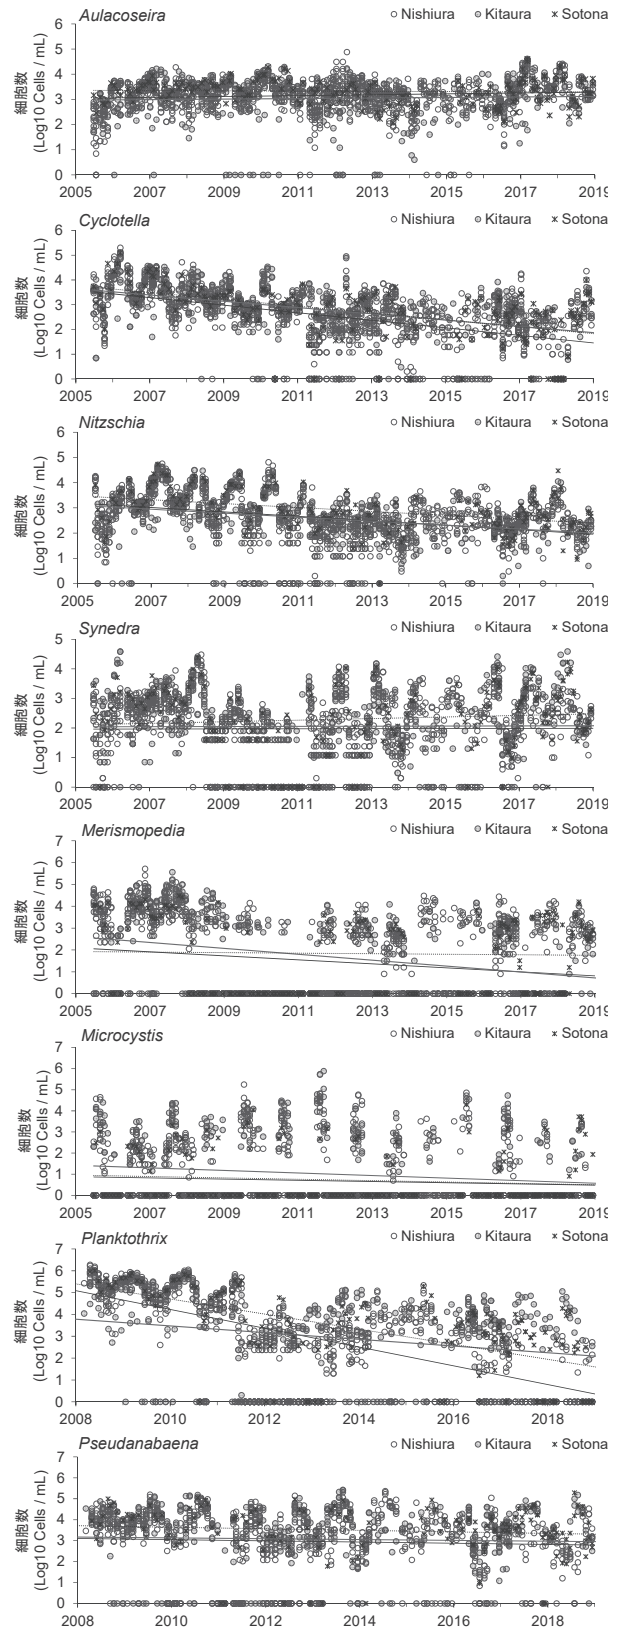 Aulacoseira ○ Nishiura ● Kitaura ж Sotona
細胞数
(Log10 Cells / mL)
6
5
4
3
2
1
0
2005 2007 2009 2011 2013 2015 2017 2019
Cyclotella ○ Nishiura ● Kitaura ж Sotona
細胞数
(Log10 Cells / mL)
6
5
4
3
2
1
0
2005 2007 2009 2011 2013 2015 2017 2019
Nitzschia ○ Nishiura ● Kitaura ж Sotona
細胞数
(Log10 Cells / mL)
6
5
4
3
2
1
0
2005 2007 2009 2011 2013 2015 2017 2019
Synedra ○ Nishiura ● Kitaura ж Sotona
細胞数
(Log10 Cells / mL)
5
4
3
2
1
0
2005 2007 2009 2011 2013 2015 2017 2019
Merismopedia ○ Nishiura ● Kitaura ж Sotona
細胞数
(Log10 Cells / mL)
7
6
5
4
3
2
1
0
2005 2007 2009 2011 2013 2015 2017 2019
Microcystis ○ Nishiura ● Kitaura ж Sotona
細胞数
(Log10 Cells / mL)
7
6
5
4
3
2
1
0
2005 2007 2009 2011 2013 2015 2017 2019
Planktothrix ○ Nishiura ● Kitaura ж Sotona
細胞数
(Log10 Cells / mL)
7
6
5
4
3
2
1
0
2008 2010 2012 2014 2016 2018
Pseudanabaena ○ Nishiura ● Kitaura ж Sotona
細胞数
(Log10 Cells / mL)
7
6
5
4
3
2
1
0
2008 2010 2012 2014 2016 2018